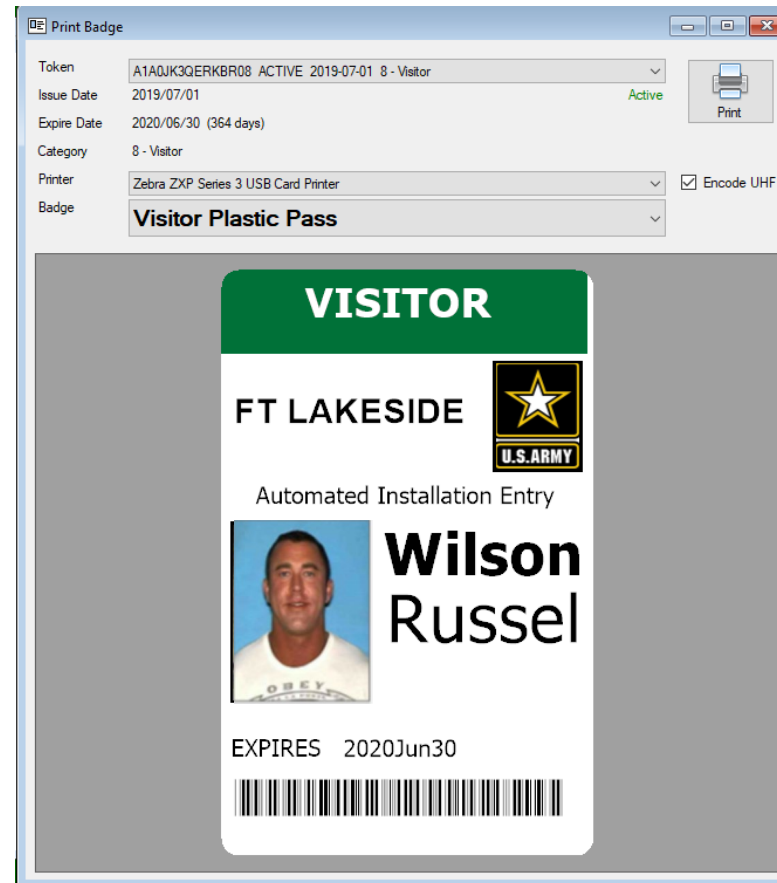 Print Badge
Token A1A0JK3QERKBR08 ACTIVE 2019-07-01 8 - Visitor
Issue Date 2019/07/01 Active
Print
Expire Date 2020/06/30 (364 days)
Category 8 - Visitor
Printer Zebra ZXP Series 3 USB Card Printer Encode UHF
Badge Visitor Plastic Pass
VISITOR
FT LAKESIDE
U.S.ARMY
Automated Installation Entry
Wilson
Russel
OBEY
EXPIRES 2020Jun30